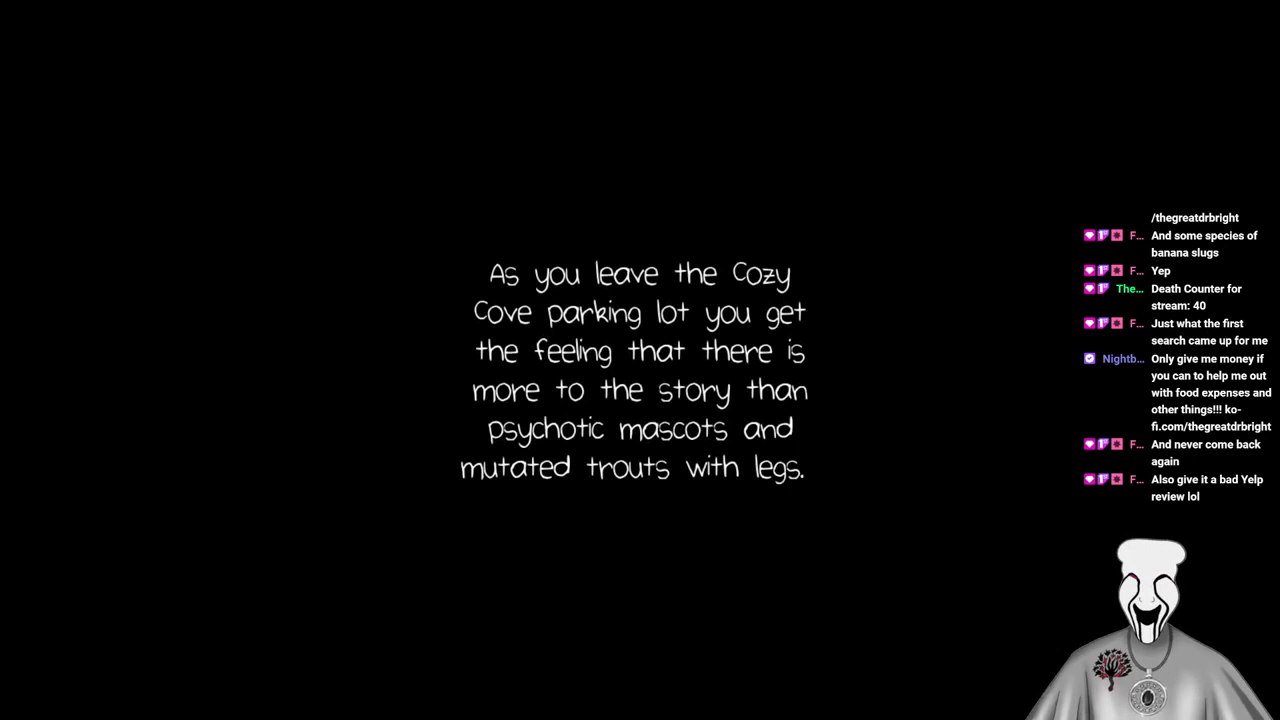 As you leave the Cozy
Cove parking lot you get
the feeling that there is
more to the story than
psychotic mascots and
mutated trouts with legs.
/thegreatdrbright
F... And some species of
banana slugs
F... Yep
The... Death Counter for
stream: 40
F... Just what the first
search came up for me
Nightb... Only give me money if
you can to help me out
with food expenses and
other things!!! ko-
fi.com/thegreatdrbright
F... And never come back
again
F... Also give it a bad Yelp
review lol